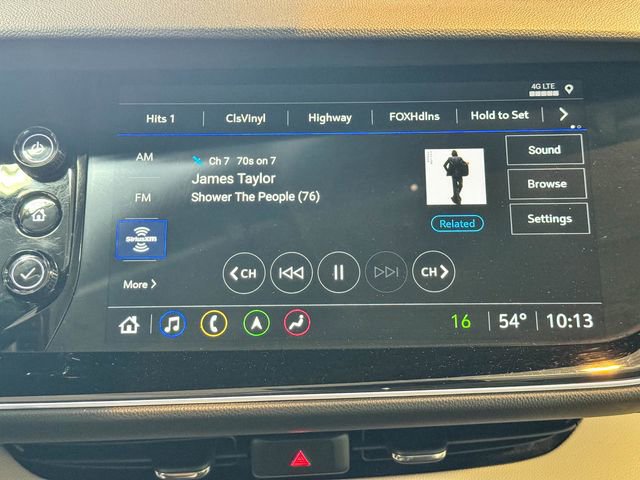 4G LTE
Hits 1 ClsVinyl Highway FOXHdlns Hold to Set
AM
Ch 7 70s on 7
James Taylor
Shower The People (76)
FM
SiriusXM
Related
Sound
Browse
Settings
More
CH CH
16 54° 10:13